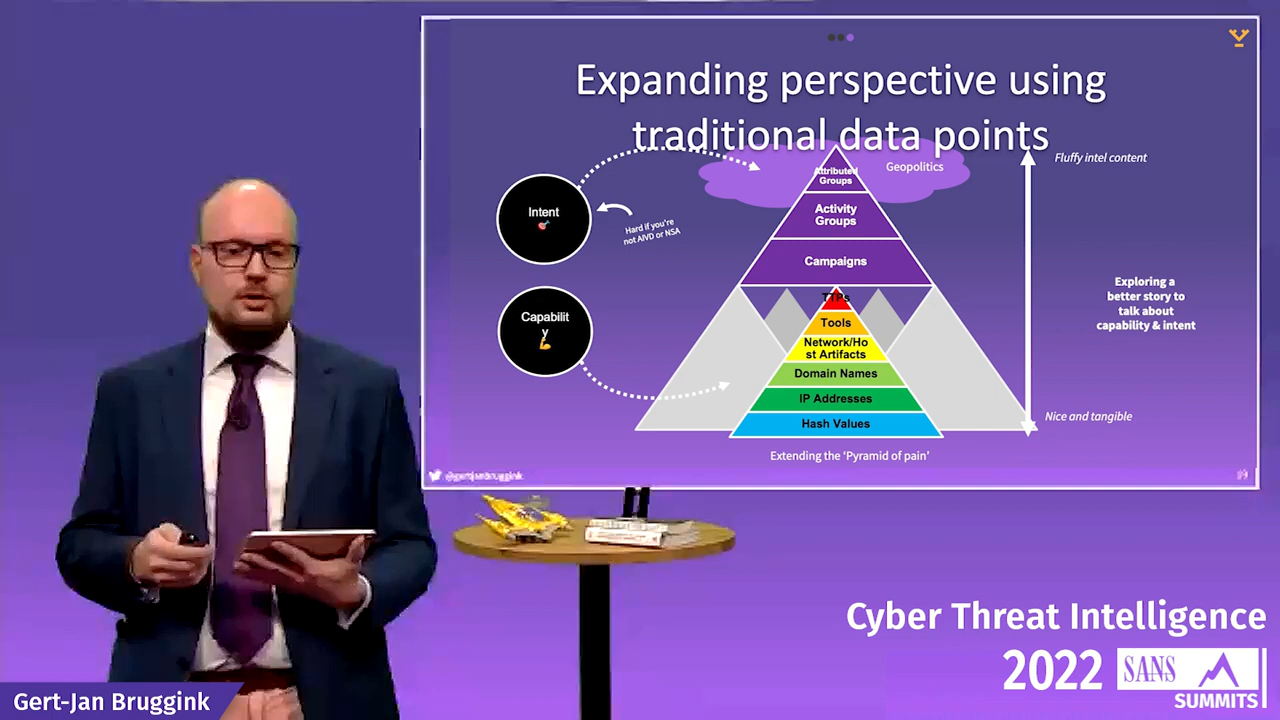 Expanding perspective using
traditional data points
Geopolitics
Fluffy intel content
Attributed
Groups
Intent
Activity
Groups
Hard if you're
not AIVD or NSA
Campaigns
Exploring a
better story to
talk about
capability & intent
TTPs
Capabilit
y
Tools
Network/Ho
st Artifacts
Domain Names
IP Addresses
Nice and tangible
Hash Values
Extending the 'Pyramid of pain'
@gertjanbruggink
Cyber Threat Intelligence
2022 SANS
SUMMITS
Gert-Jan Bruggink